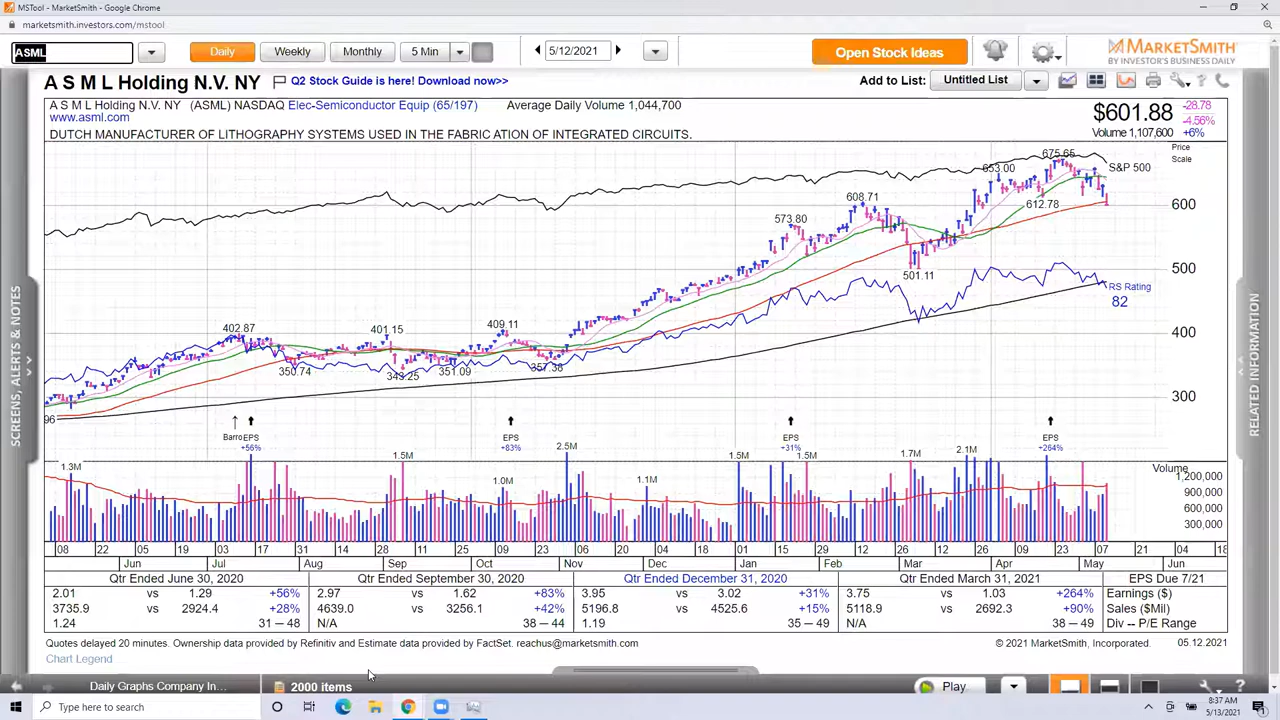 MSTool - MarketSmith - Google Chrome
marketsmith.investors.com/mstool
ASML Daily Weekly Monthly 5 Min 5/12/2021 Open Stock Ideas MARKETSMITH
BY INVESTOR'S BUSINESS DAILY
A S M L Holding N.V. NY Q2 Stock Guide is here! Download now>> Add to List: Untitled List
A S M L Holding N.V. NY (ASML) NASDAQ Elec-Semiconductor Equip (65/197) Average Daily Volume 1,044,700
$601.88 -28.78
-4.56%
www.asml.com
Volume 1,107,600 +6%
DUTCH MANUFACTURER OF LITHOGRAPHY SYSTEMS USED IN THE FABRIC ATION OF INTEGRATED CIRCUITS.
Price
Scale
675.65
653.00
S&P 500
608.71
612.78
600
573.80
501.11
500
RS Rating
82
402.87
401.15
409.11
400
350.74
343.25
351.09
357.38
300
96
Barro EPS EPS EPS EPS
+56% +83% +31% +264%
1.3M 1.5M 1.0M 2.5M 1.1M 1.5M 1.5M 1.7M 2.1M
Volume
1,200,000
900,000
600,000
300,000
08 22 05 19 03 17 31 14 28 11 25 09 23 06 20 04 18 01 15 29 12 26 12 26 09 23 07 21 04 18
Jun Jul Aug Sep Oct Nov Dec Jan Feb Mar Apr May Jun
Qtr Ended June 30, 2020 Qtr Ended September 30, 2020 Qtr Ended December 31, 2020 Qtr Ended March 31, 2021 EPS Due 7/21
2.01 vs 1.29 +56% 2.97 vs 1.62 +83% 3.95 vs 3.02 +31% 3.75 vs 1.03 +264% Earnings ($)
3735.9 vs 2924.4 +28% 4639.0 vs 3256.1 +42% 5196.8 vs 4525.6 +15% 5118.9 vs 2692.3 +90% Sales ($Mil)
1.24 31 — 48 N/A 38 — 44 1.19 35 — 49 N/A 38 — 49 Div -- P/E Range
Quotes delayed 20 minutes. Ownership data provided by Refinitiv and Estimate data provided by FactSet. reachus@marketsmith.com © 2021 MarketSmith, Incorporated. 05.12.2021
Chart Legend
SCREENS, ALERTS & NOTES
RELATED INFORMATION
Daily Graphs Company In... 2000 items Play
Type here to search
8:37 AM
5/13/2021